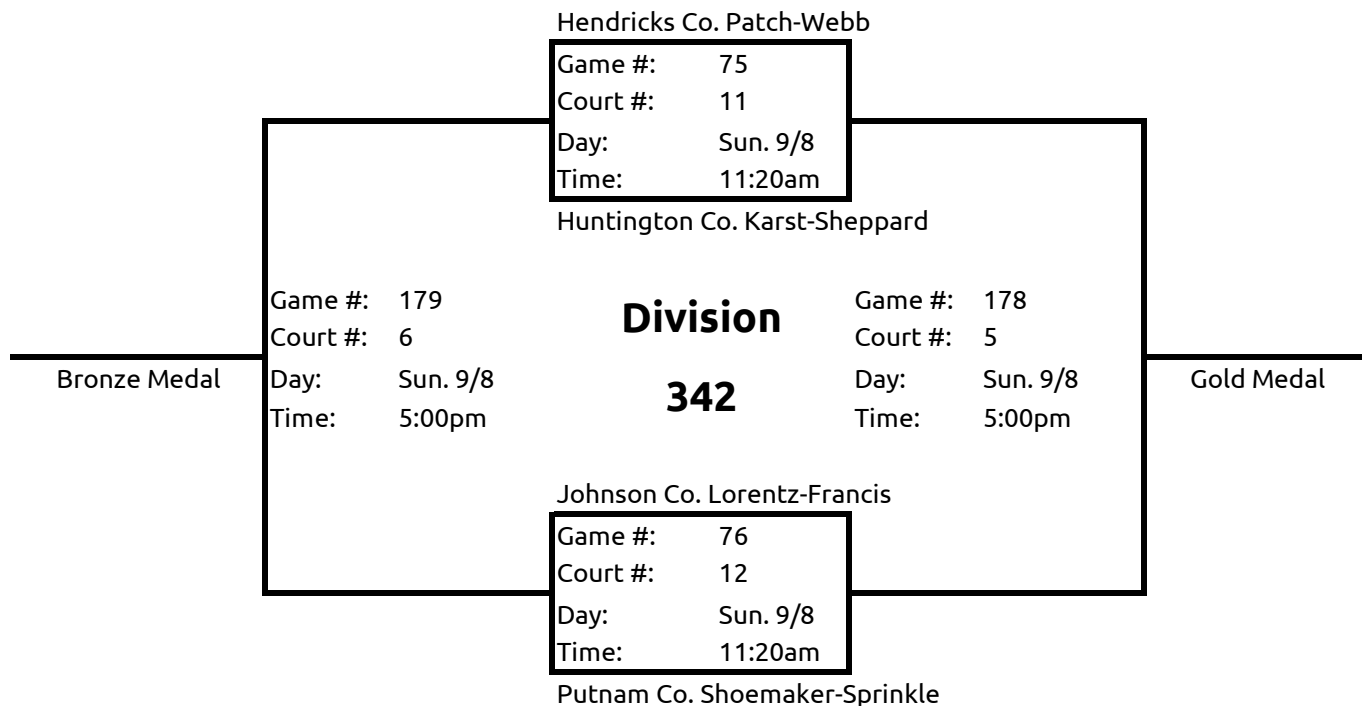 Hendricks Co. Patch-Webb
Game #: 75
Court #: 11
Day: Sun. 9/8
Time: 11:20am
Huntington Co. Karst-Sheppard
Game #: 179
Court #: 6
Day: Sun. 9/8
Time: 5:00pm
Bronze Medal
Division
342
Game #: 178
Court #: 5
Day: Sun. 9/8
Time: 5:00pm
Gold Medal
Johnson Co. Lorentz-Francis
Game #: 76
Court #: 12
Day: Sun. 9/8
Time: 11:20am
Putnam Co. Shoemaker-Sprinkle